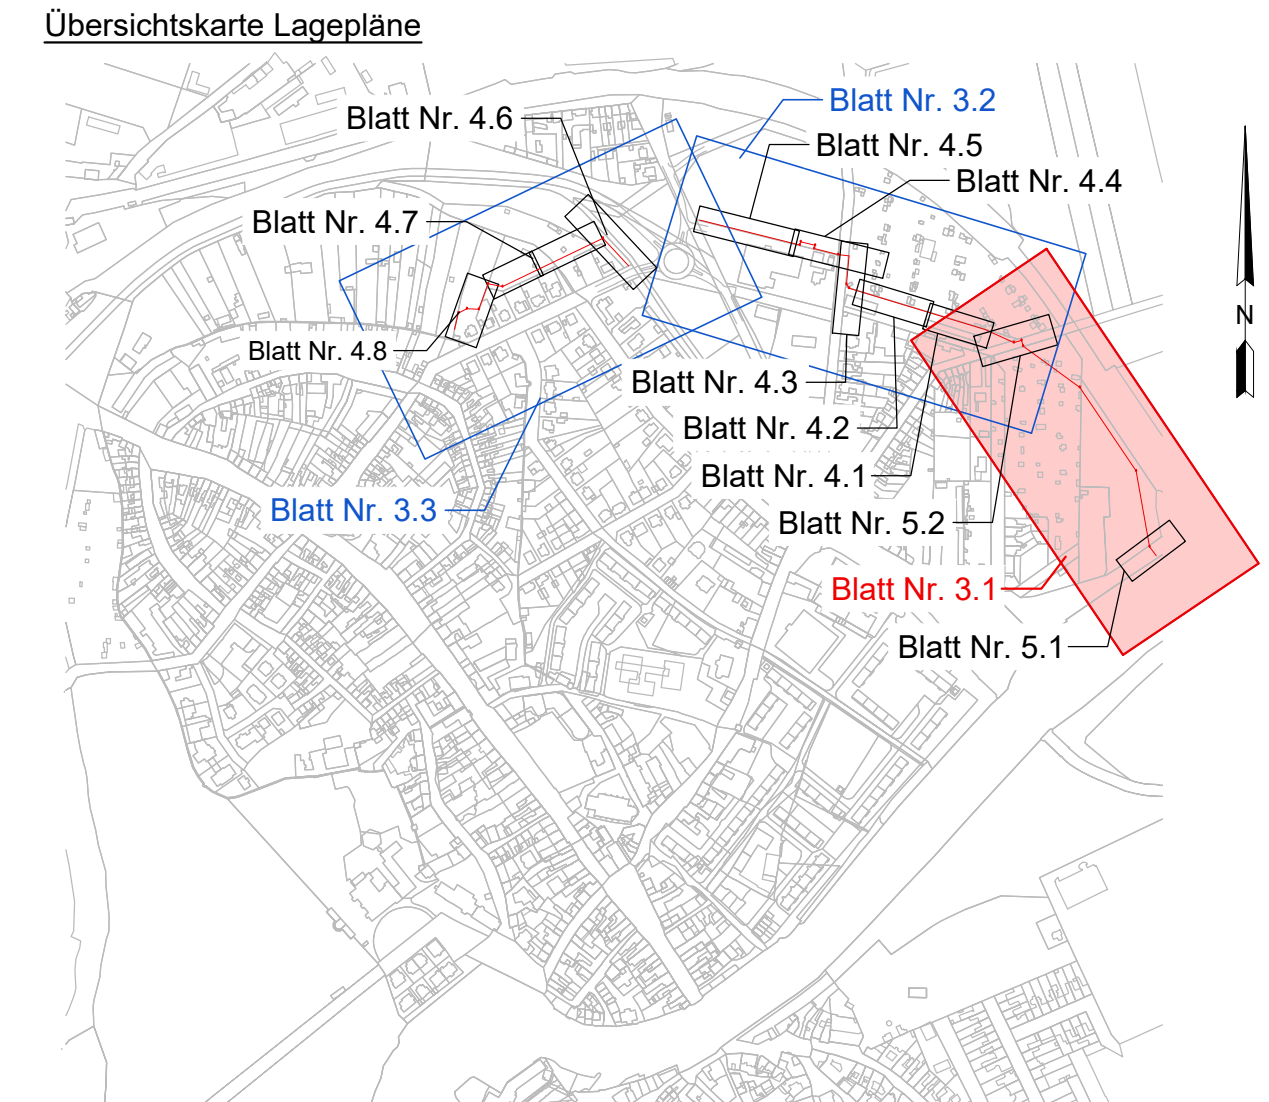 Übersichtskarte Lagepläne
Blatt Nr. 3.2
Blatt Nr. 4.6
Blatt Nr. 4.5
Blatt Nr. 4.4
Blatt Nr. 4.7
N
Blatt Nr. 4.8
Blatt Nr. 4.3
Blatt Nr. 4.2
Blatt Nr. 4.1
Blatt Nr. 3.3
Blatt Nr. 5.2
Blatt Nr. 3.1
Blatt Nr. 5.1